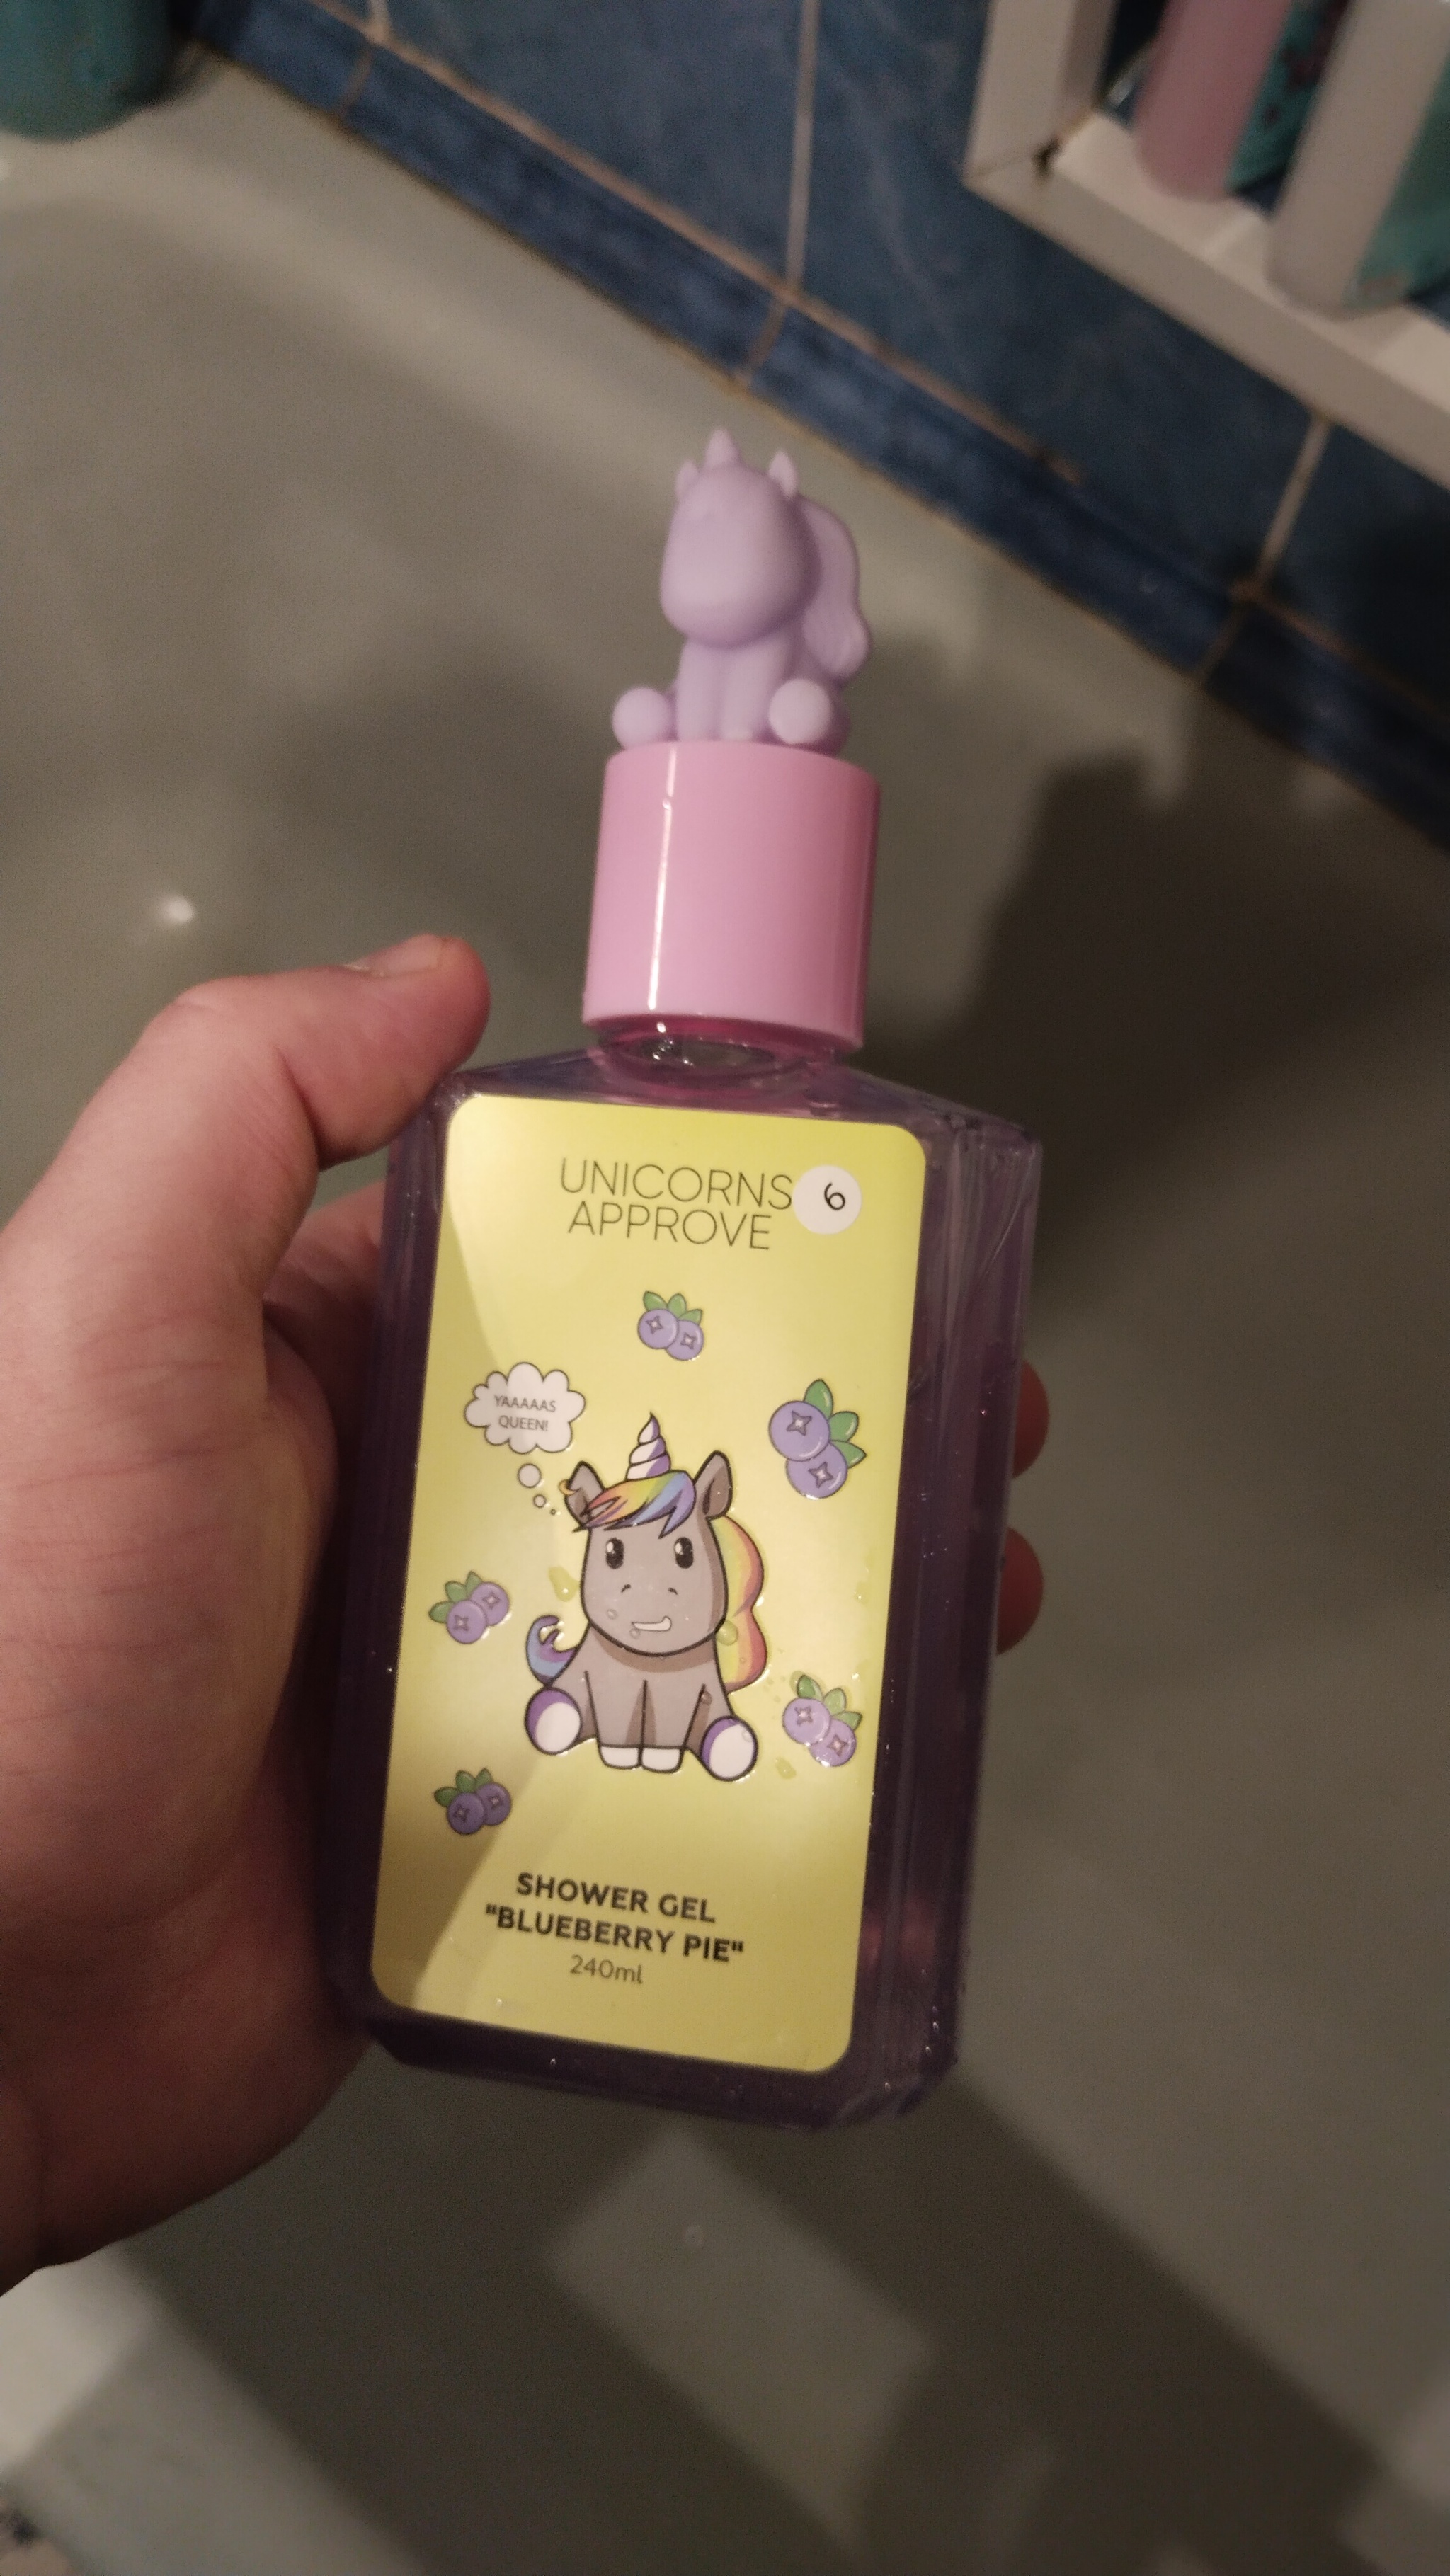 UNICORNS
APPROVE
6
YAAAAAS
QUEEN!
SHOWER GEL
"BLUEBERRY PIE"
240ml